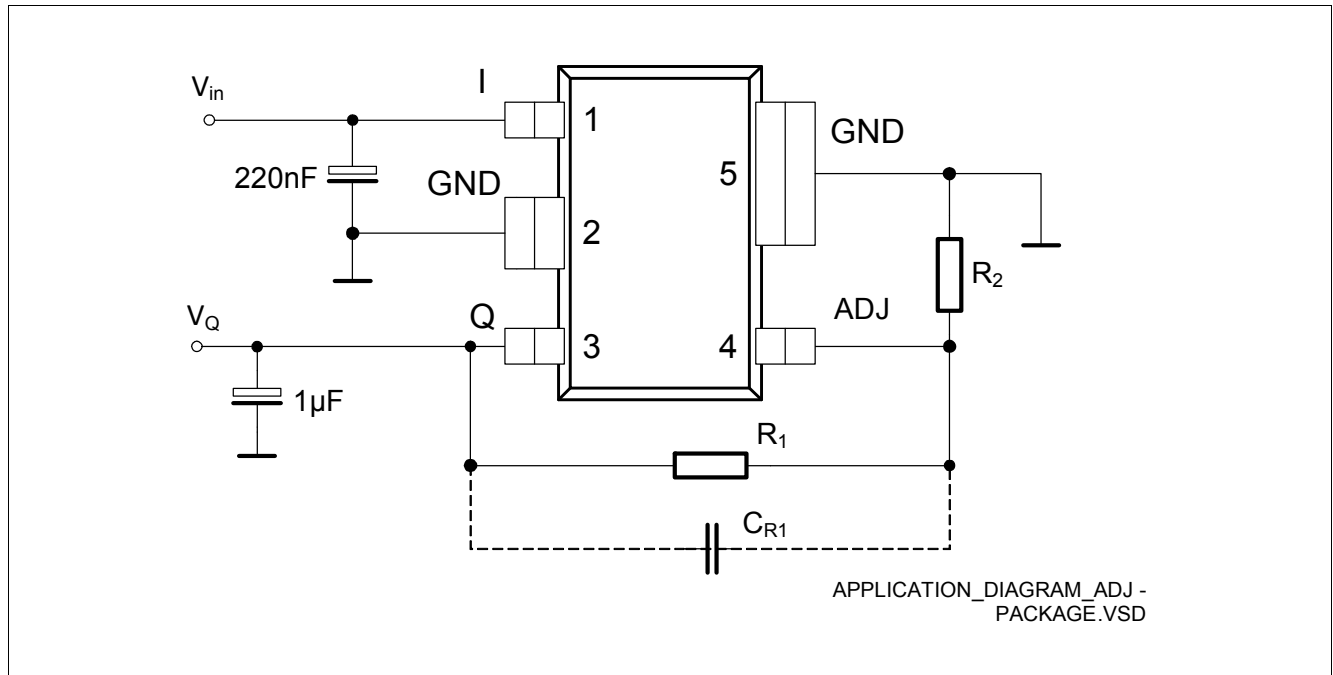 V_in
I
1
220nF
GND
2
V_Q
Q
3
1µF
GND
5
R_2
ADJ
4
R_1
C_R1
APPLICATION_DIAGRAM_ADJ -
PACKAGE.VSD